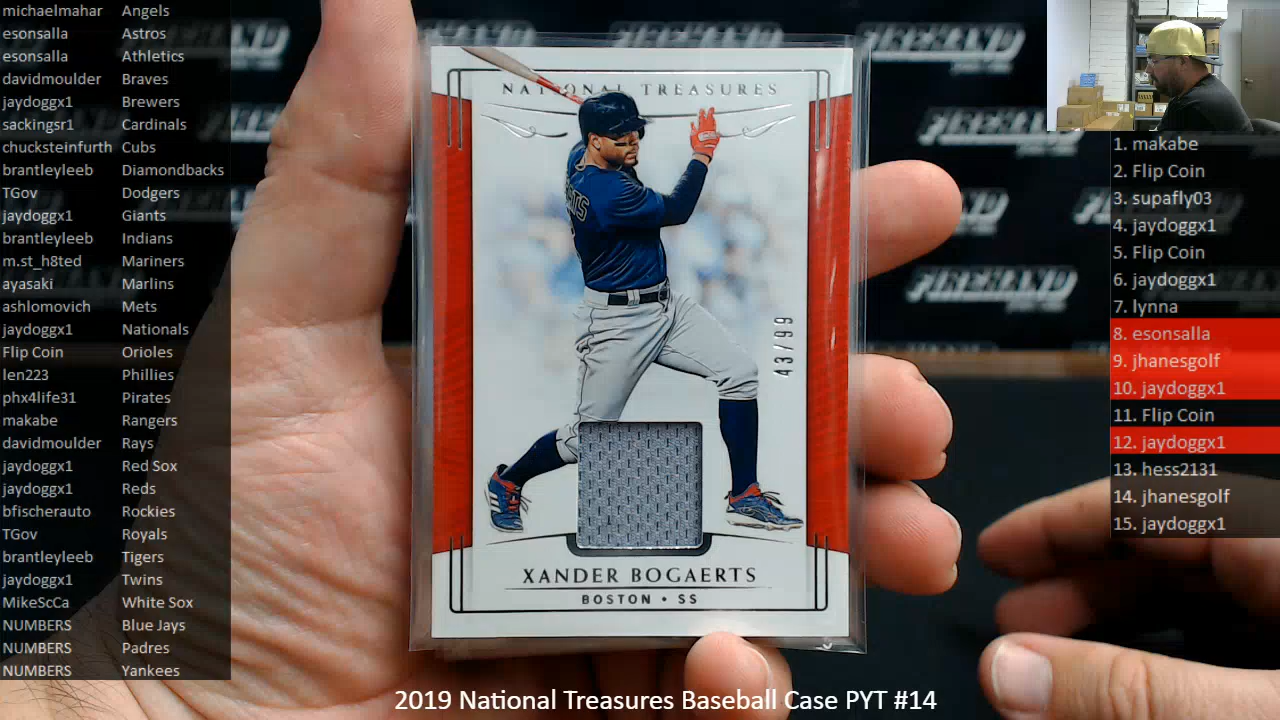 michaelmahar Angels
esonsalla Astros
esonsalla Athletics
davidmoulder Braves
jaydoggx1 Brewers
sackingsr1 Cardinals
chucksteinfurth Cubs
brantleyleeb Diamondbacks
TGov Dodgers
jaydoggx1 Giants
brantleyleeb Indians
m.st_h8ted Mariners
ayasaki Marlins
ashlomovich Mets
jaydoggx1 Nationals
Flip Coin Orioles
len223 Phillies
phx4life31 Pirates
makabe Rangers
davidmoulder Rays
jaydoggx1 Red Sox
jaydoggx1 Reds
bfischerauto Rockies
TGov Royals
brantleyleeb Tigers
jaydoggx1 Twins
MikeScCa White Sox
NUMBERS Blue Jays
NUMBERS Padres
NUMBERS Yankees
NATIONAL TREASURES
43/99
XANDER BOGAERTS
BOSTON • SS
FIREHAND
FIREHAND
FIREHAND
1. makabe
2. Flip Coin
3. supafly03
4. jaydoggx1
5. Flip Coin
6. jaydoggx1
7. lynna
8. esonsalla
9. jhanesgolf
10. jaydoggx1
11. Flip Coin
12. jaydoggx1
13. hess2131
14. jhanesgolf
15. jaydoggx1
2019 National Treasures Baseball Case PYT #14